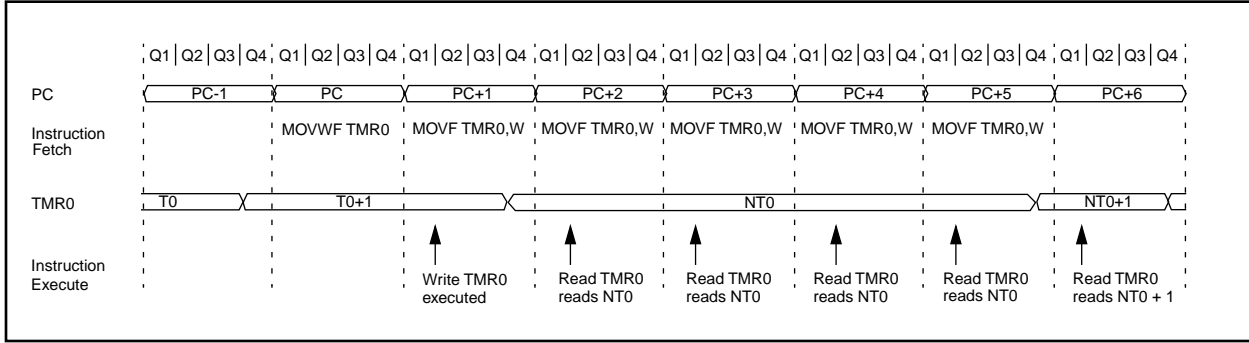 Q1 Q2 Q3 Q4 Q1 Q2 Q3 Q4 Q1 Q2 Q3 Q4 Q1 Q2 Q3 Q4 Q1 Q2 Q3 Q4 Q1 Q2 Q3 Q4 Q1 Q2 Q3 Q4 Q1 Q2 Q3 Q4
PC PC-1 PC PC+1 PC+2 PC+3 PC+4 PC+5 PC+6
Instruction
Fetch
MOVWF TMR0 MOVF TMR0,W MOVF TMR0,W MOVF TMR0,W MOVF TMR0,W MOVF TMR0,W
TMR0 T0 T0+1 NT0 NT0+1
Instruction
Execute
Write TMR0
executed
Read TMR0
reads NT0
Read TMR0
reads NT0
Read TMR0
reads NT0
Read TMR0
reads NT0
Read TMR0
reads NT0 + 1